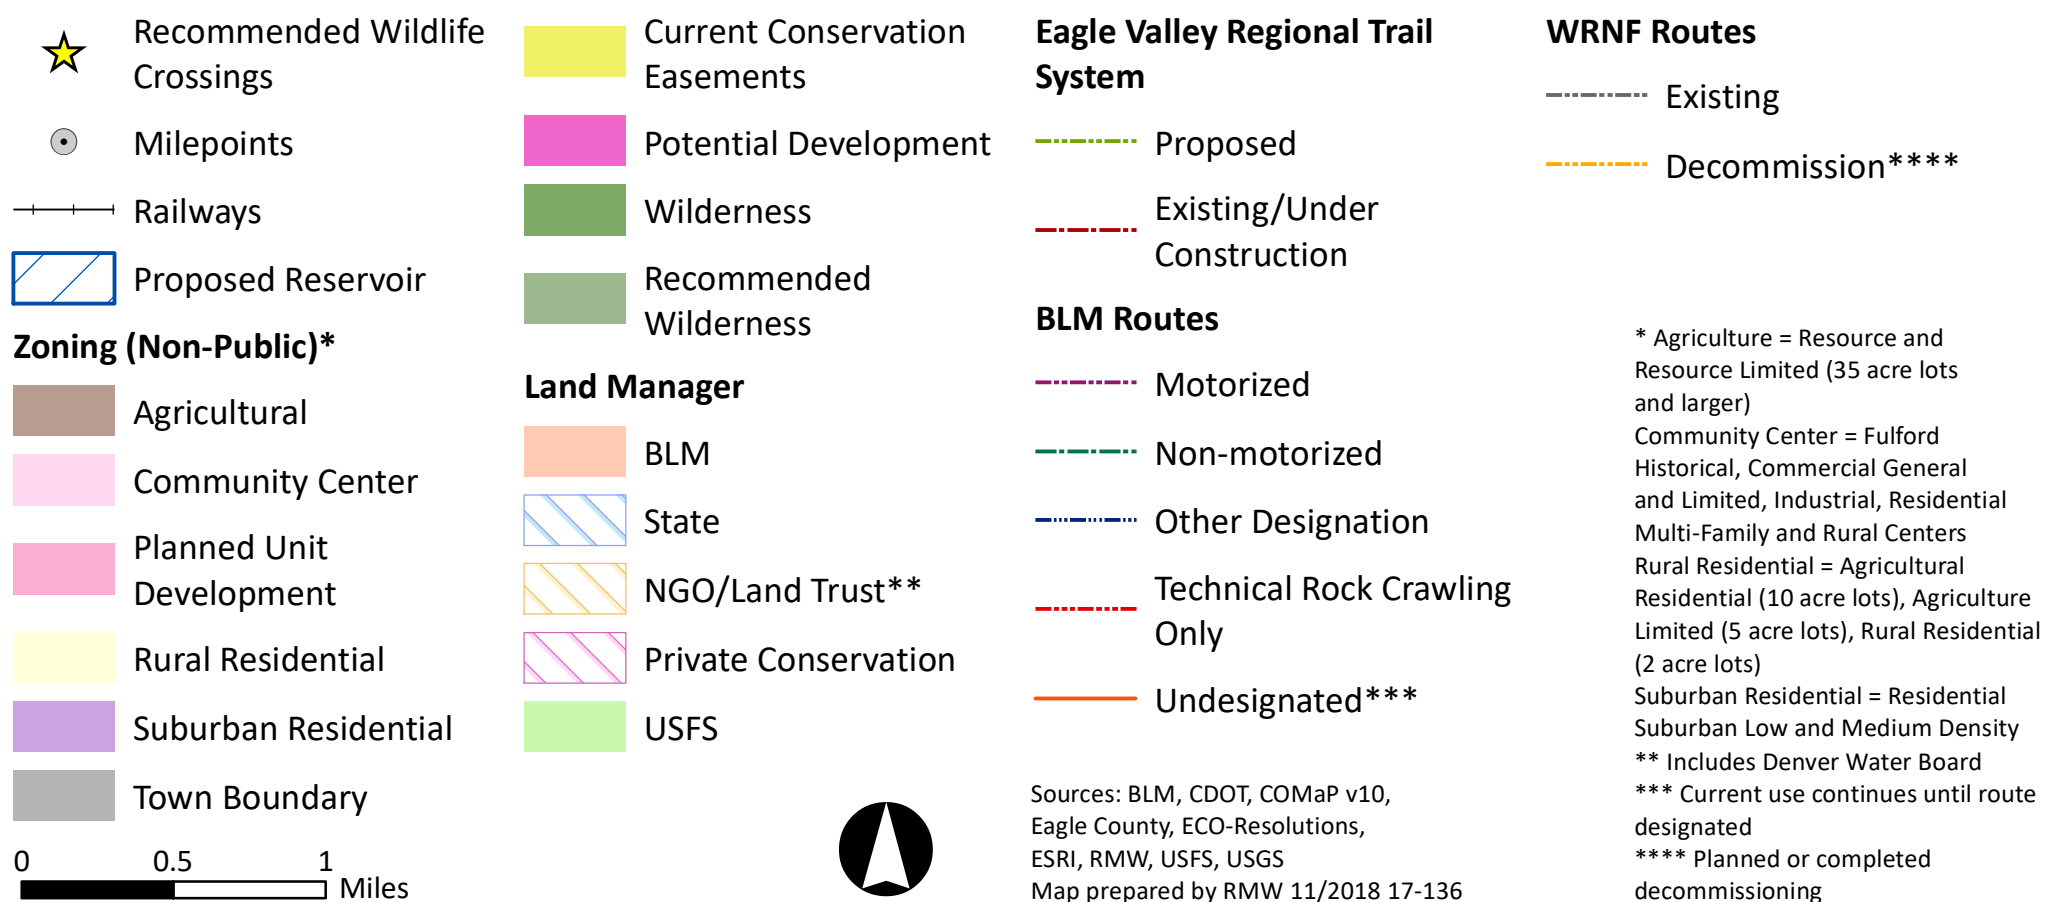 Recommended Wildlife
Crossings
Milepoints
Railways
Proposed Reservoir
Zoning (Non-Public)*
Agricultural
Community Center
Planned Unit
Development
Rural Residential
Suburban Residential
Town Boundary
0 0.5 1
Miles
Current Conservation
Easements
Potential Development
Wilderness
Recommended
Wilderness
Land Manager
BLM
State
NGO/Land Trust**
Private Conservation
USFS
Eagle Valley Regional Trail
System
Proposed
Existing/Under
Construction
BLM Routes
Motorized
Non-motorized
Other Designation
Technical Rock Crawling
Only
Undesignated***
Sources: BLM, CDOT, COMaP v10,
Eagle County, ECO-Resolutions,
ESRI, RMW, USFS, USGS
Map prepared by RMW 11/2018 17-136
WRNF Routes
Existing
Decommission****
* Agriculture = Resource and
Resource Limited (35 acre lots
and larger)
Community Center = Fulford
Historical, Commercial General
and Limited, Industrial, Residential
Multi-Family and Rural Centers
Rural Residential = Agricultural
Residential (10 acre lots), Agriculture
Limited (5 acre lots), Rural Residential
(2 acre lots)
Suburban Residential = Residential
Suburban Low and Medium Density
** Includes Denver Water Board
*** Current use continues until route
designated
**** Planned or completed
decommissioning